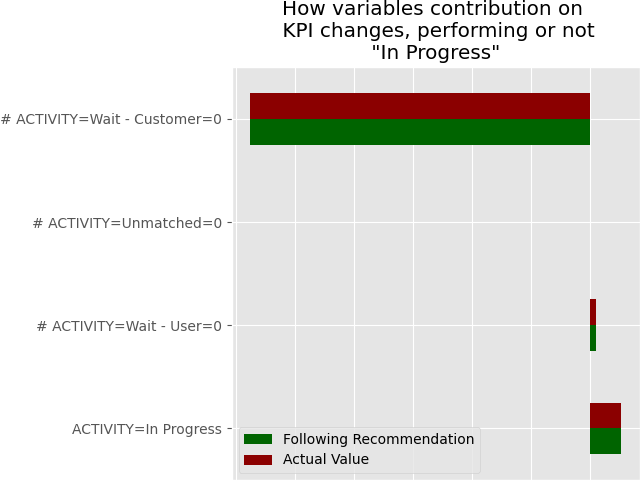 How variables contribution on
KPI changes, performing or not
"In Progress"
# ACTIVITY=Wait - Customer=0
# ACTIVITY=Unmatched=0
# ACTIVITY=Wait - User=0
ACTIVITY=In Progress
Following Recommendation
Actual Value